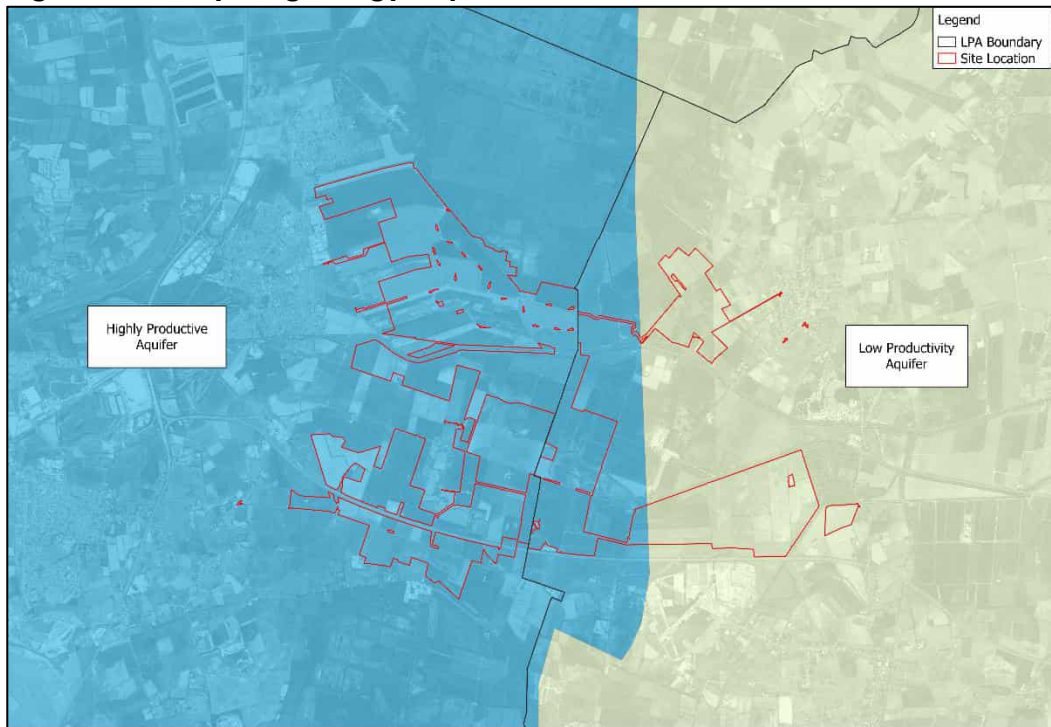 Legend
LPA Boundary
Site Location
Highly Productive
Aquifer
Low Productivity
Aquifer